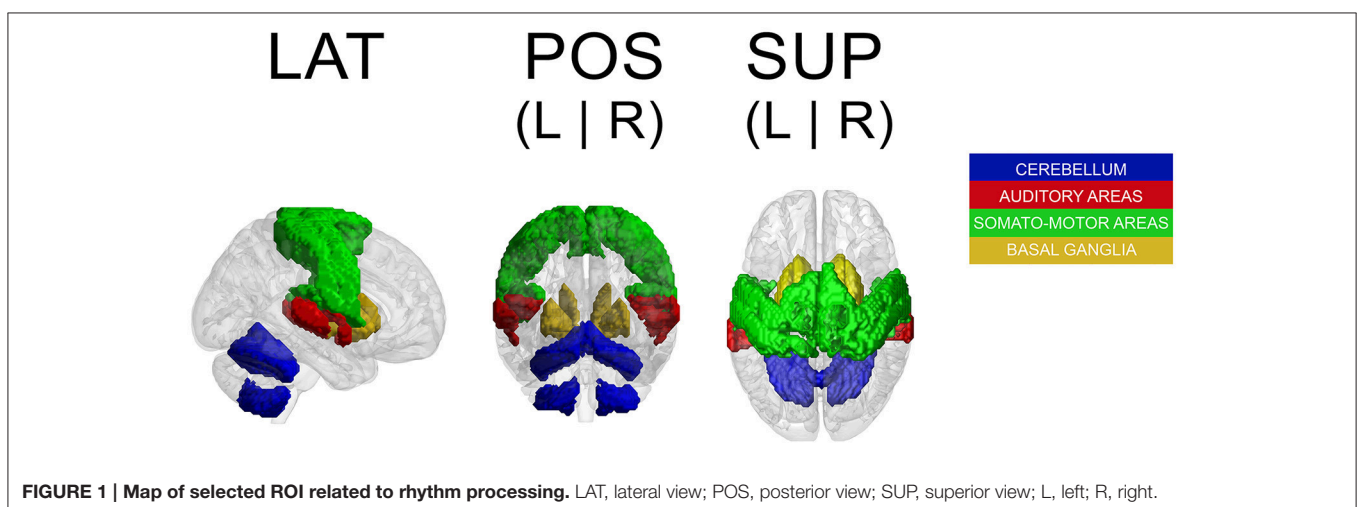 LAT
POS
(L | R)
SUP
(L | R)
CEREBELLUM
AUDITORY AREAS
SOMATO-MOTOR AREAS
BASAL GANGLIA
FIGURE 1 | Map of selected ROI related to rhythm processing. LAT, lateral view; POS, posterior view; SUP, superior view; L, left; R, right.